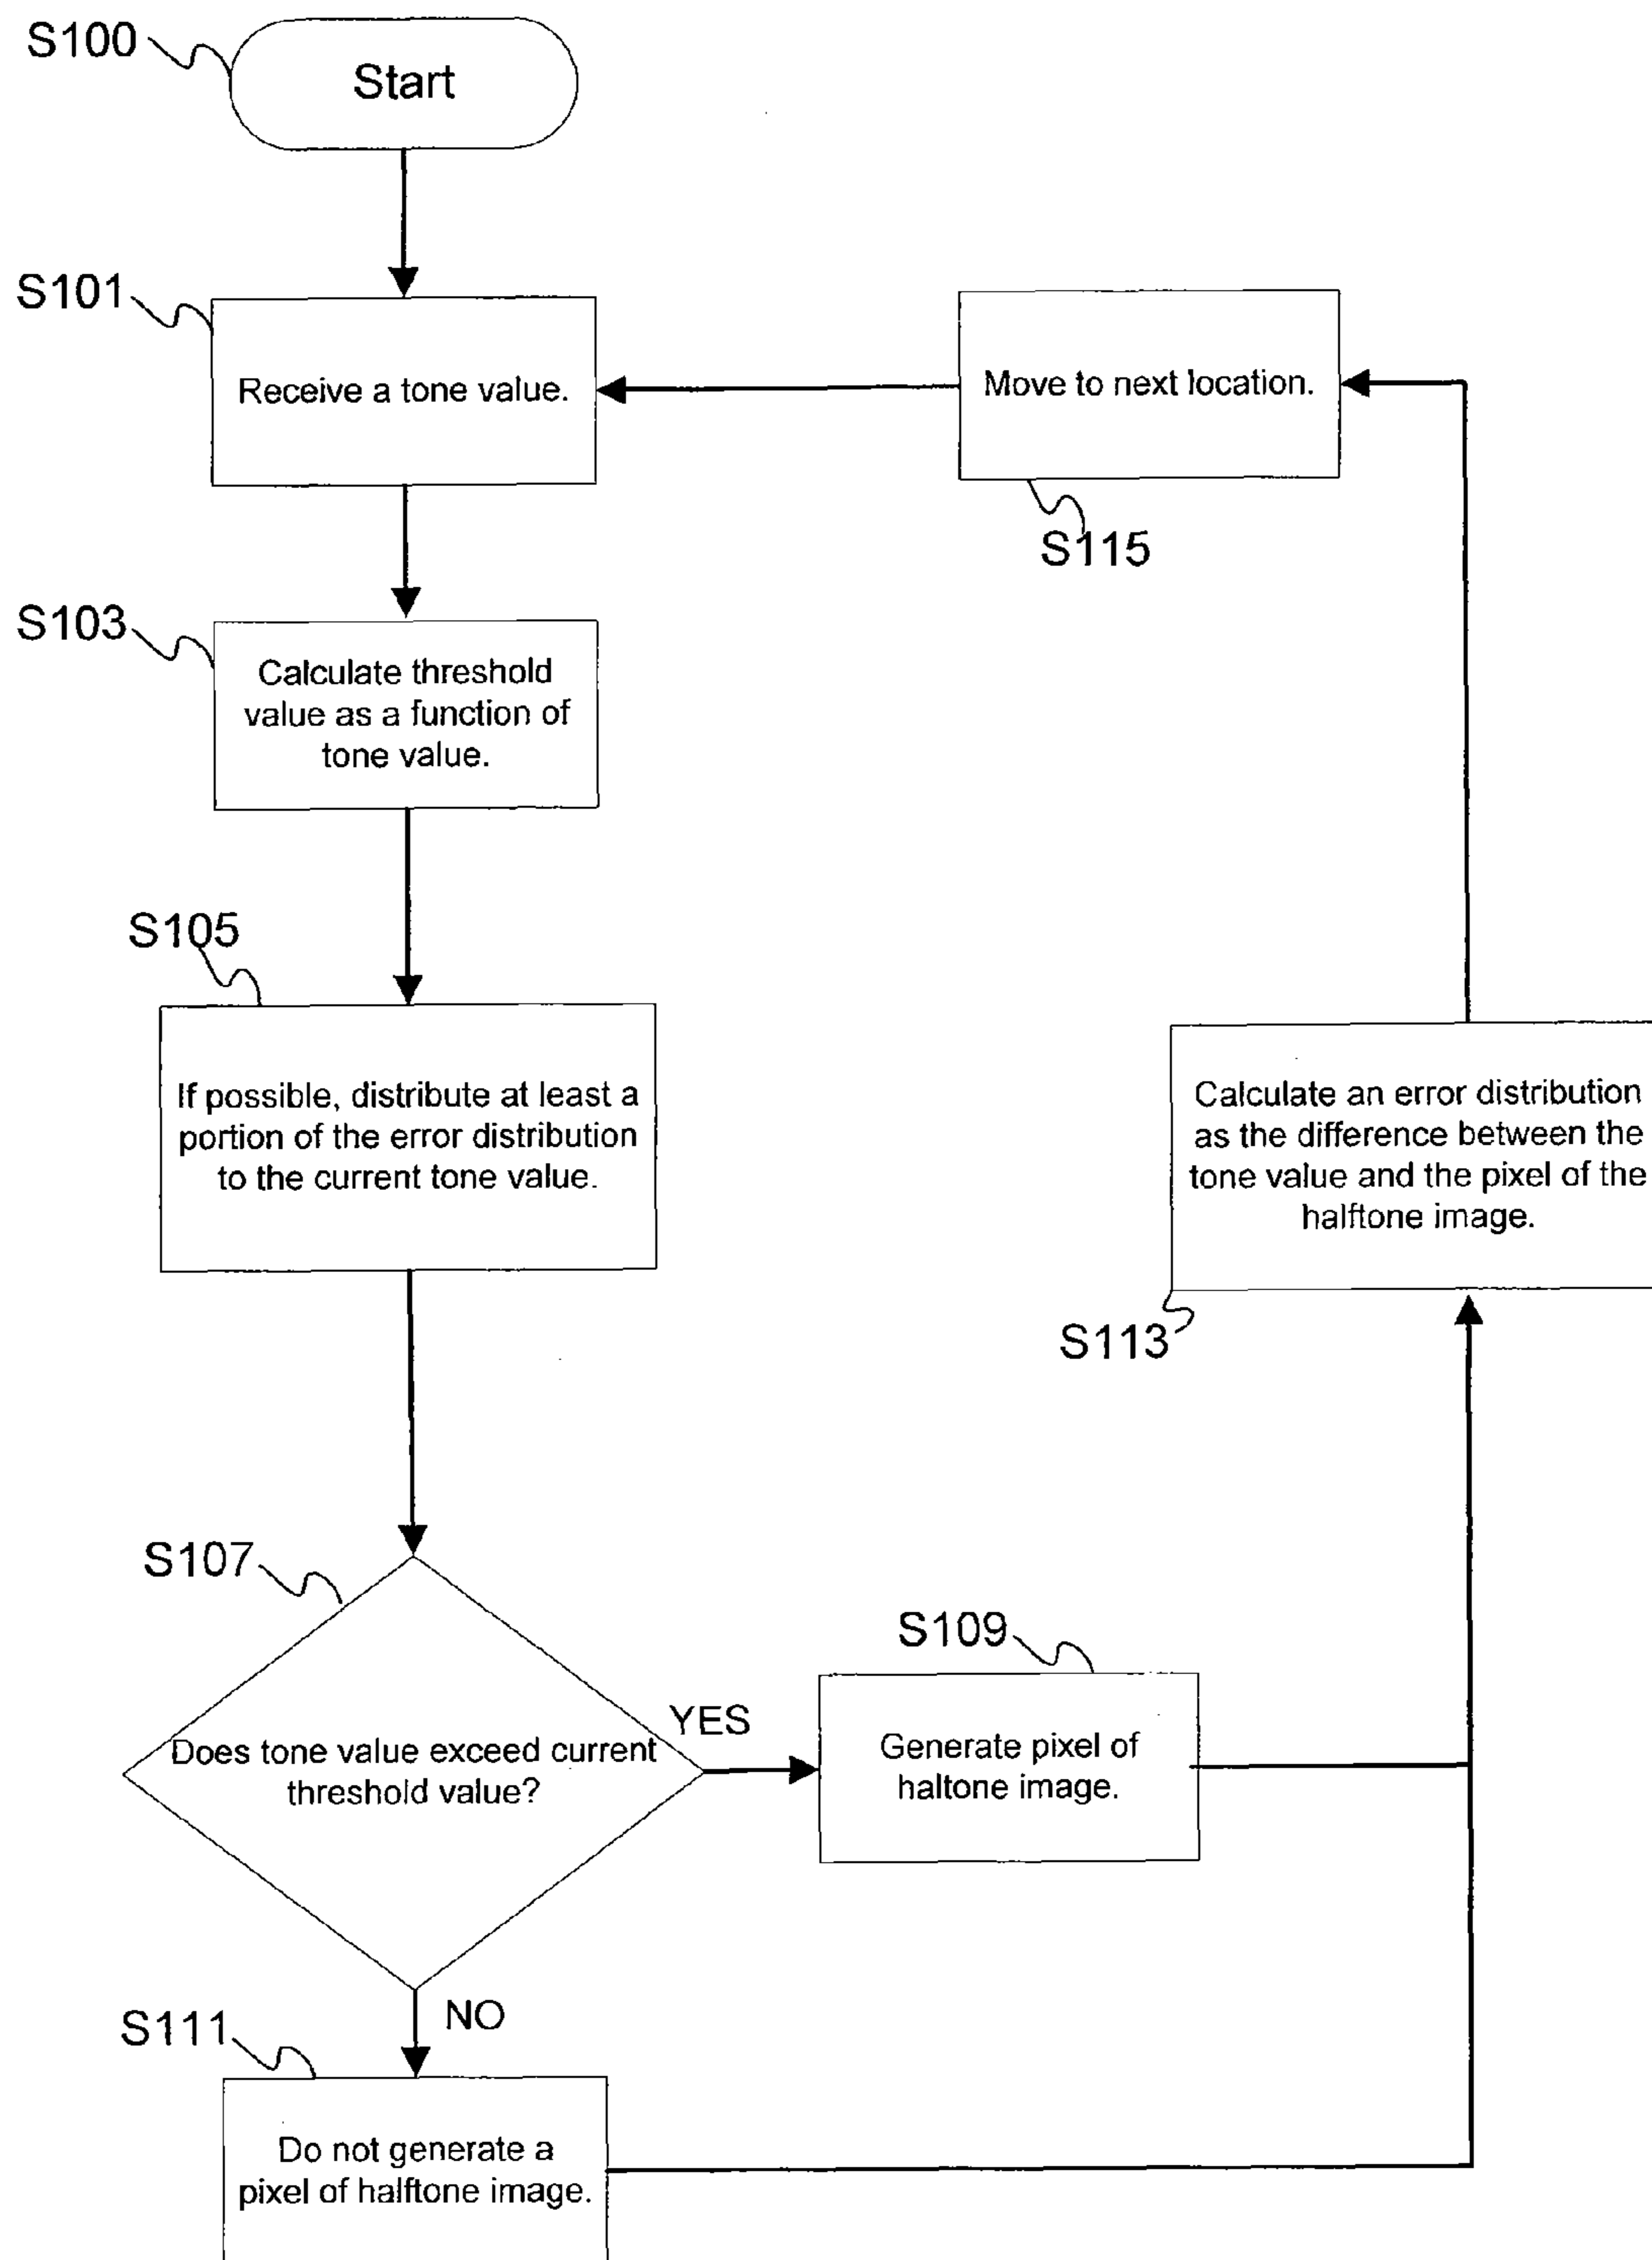 S100
Start
S101
Receive a tone value.
Move to next location.
S115
S103
Calculate threshold
value as a function of
tone value.
S105
If possible, distribute at least a
portion of the error distribution
to the current tone value.
Calculate an error distribution
as the difference between the
tone value and the pixel of the
halftone image.
S113
S107
Does tone value exceed current
threshold value?
YES
S109
Generate pixel of
haltone image.
NO
S111
Do not generate a
pixel of halftone image.